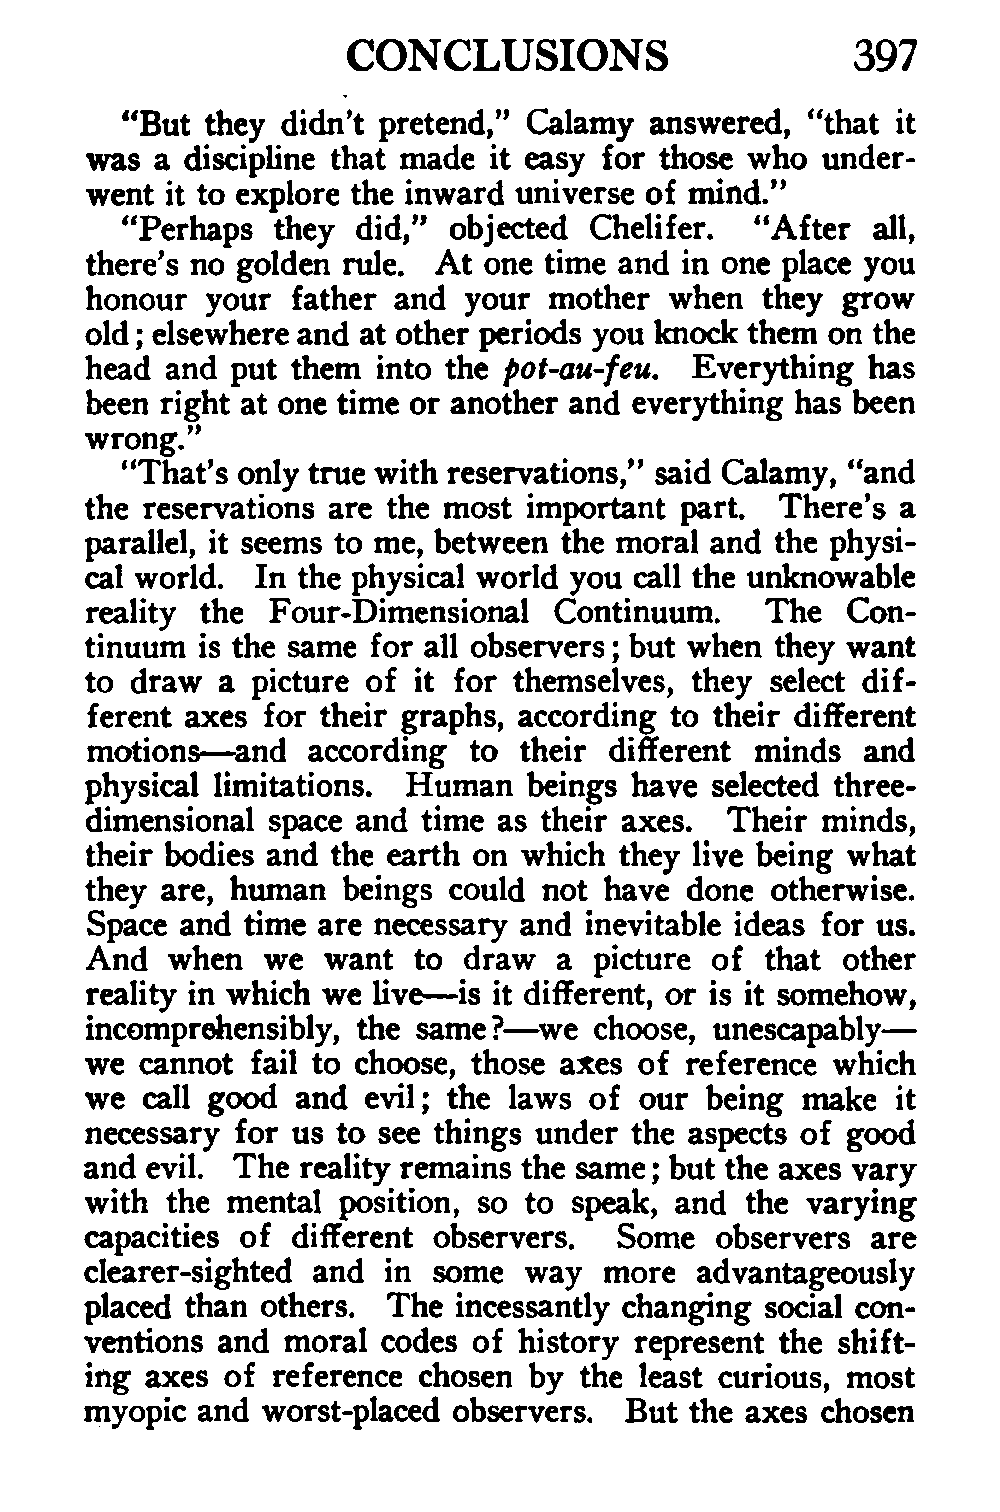 CONCLUSIONS 397
“But they didn't pretend,” Calamy answered, “that it
was a discipline that made it easy for those who under-
went it to explore the inward universe of mind.”
“Perhaps they did,” objected Chelifer. “After all,
there's no golden rule. At one time and in one place you
honour your father and your mother when they grow
old; elsewhere and at other periods you knock them on the
head and put them into the pot-au-feu. Everything has
been right at one time or another and everything has been
wrong.”
“That's only true with reservations,” said Calamy, “and
the reservations are the most important part. There's a
parallel, it seems to me, between the moral and the physi-
cal world. In the physical world you call the unknowable
reality the Four-Dimensional Continuum. The Con-
tinuum is the same for all observers; but when they want
to draw a picture of it for themselves, they select dif-
ferent axes for their graphs, according to their different
motions—and according to their different minds and
physical limitations. Human beings have selected three-
dimensional space and time as their axes. Their minds,
their bodies and the earth on which they live being what
they are, human beings could not have done otherwise.
Space and time are necessary and inevitable ideas for us.
And when we want to draw a picture of that other
reality in which we live—is it different, or is it somehow,
incomprehensibly, the same?—we choose, unescapably—
we cannot fail to choose, those axes of reference which
we call good and evil; the laws of our being make it
necessary for us to see things under the aspects of good
and evil. The reality remains the same; but the axes vary
with the mental position, so to speak, and the varying
capacities of different observers. Some observers are
clearer-sighted and in some way more advantageously
placed than others. The incessantly changing social con-
ventions and moral codes of history represent the shift-
ing axes of reference chosen by the least curious, most
myopic and worst-placed observers. But the axes chosen